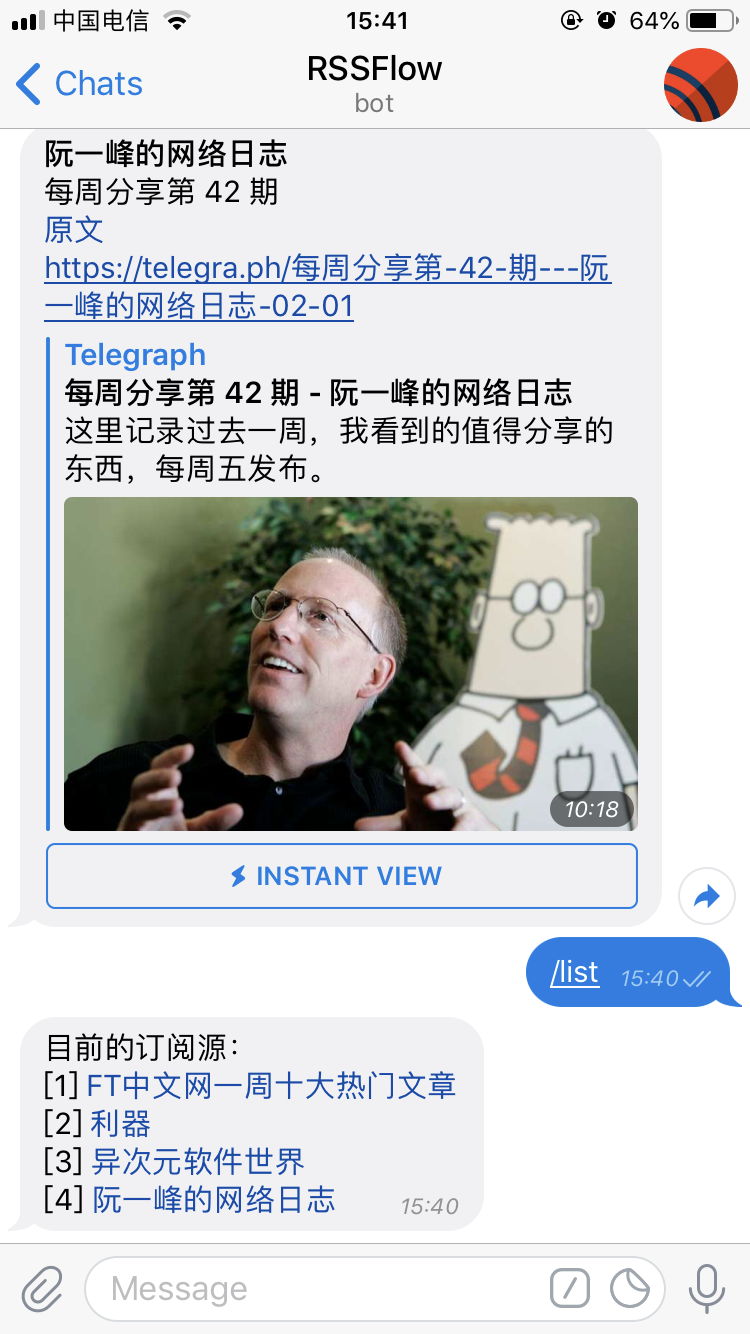 中国电信 15:41 64%
Chats RSSFlow
bot
阮一峰的网络日志
每周分享第 42 期
原文
https://telegra.ph/每周分享第-42-期---阮
一峰的网络日志-02-01
Telegraph
每周分享第 42 期 - 阮一峰的网络日志
这里记录过去一周，我看到的值得分享的
东西，每周五发布。
10:18
INSTANT VIEW
/list 15:40
目前的订阅源：
[1] FT中文网一周十大热门文章
[2] 利器
[3] 异次元软件世界
[4] 阮一峰的网络日志 15:40
Message